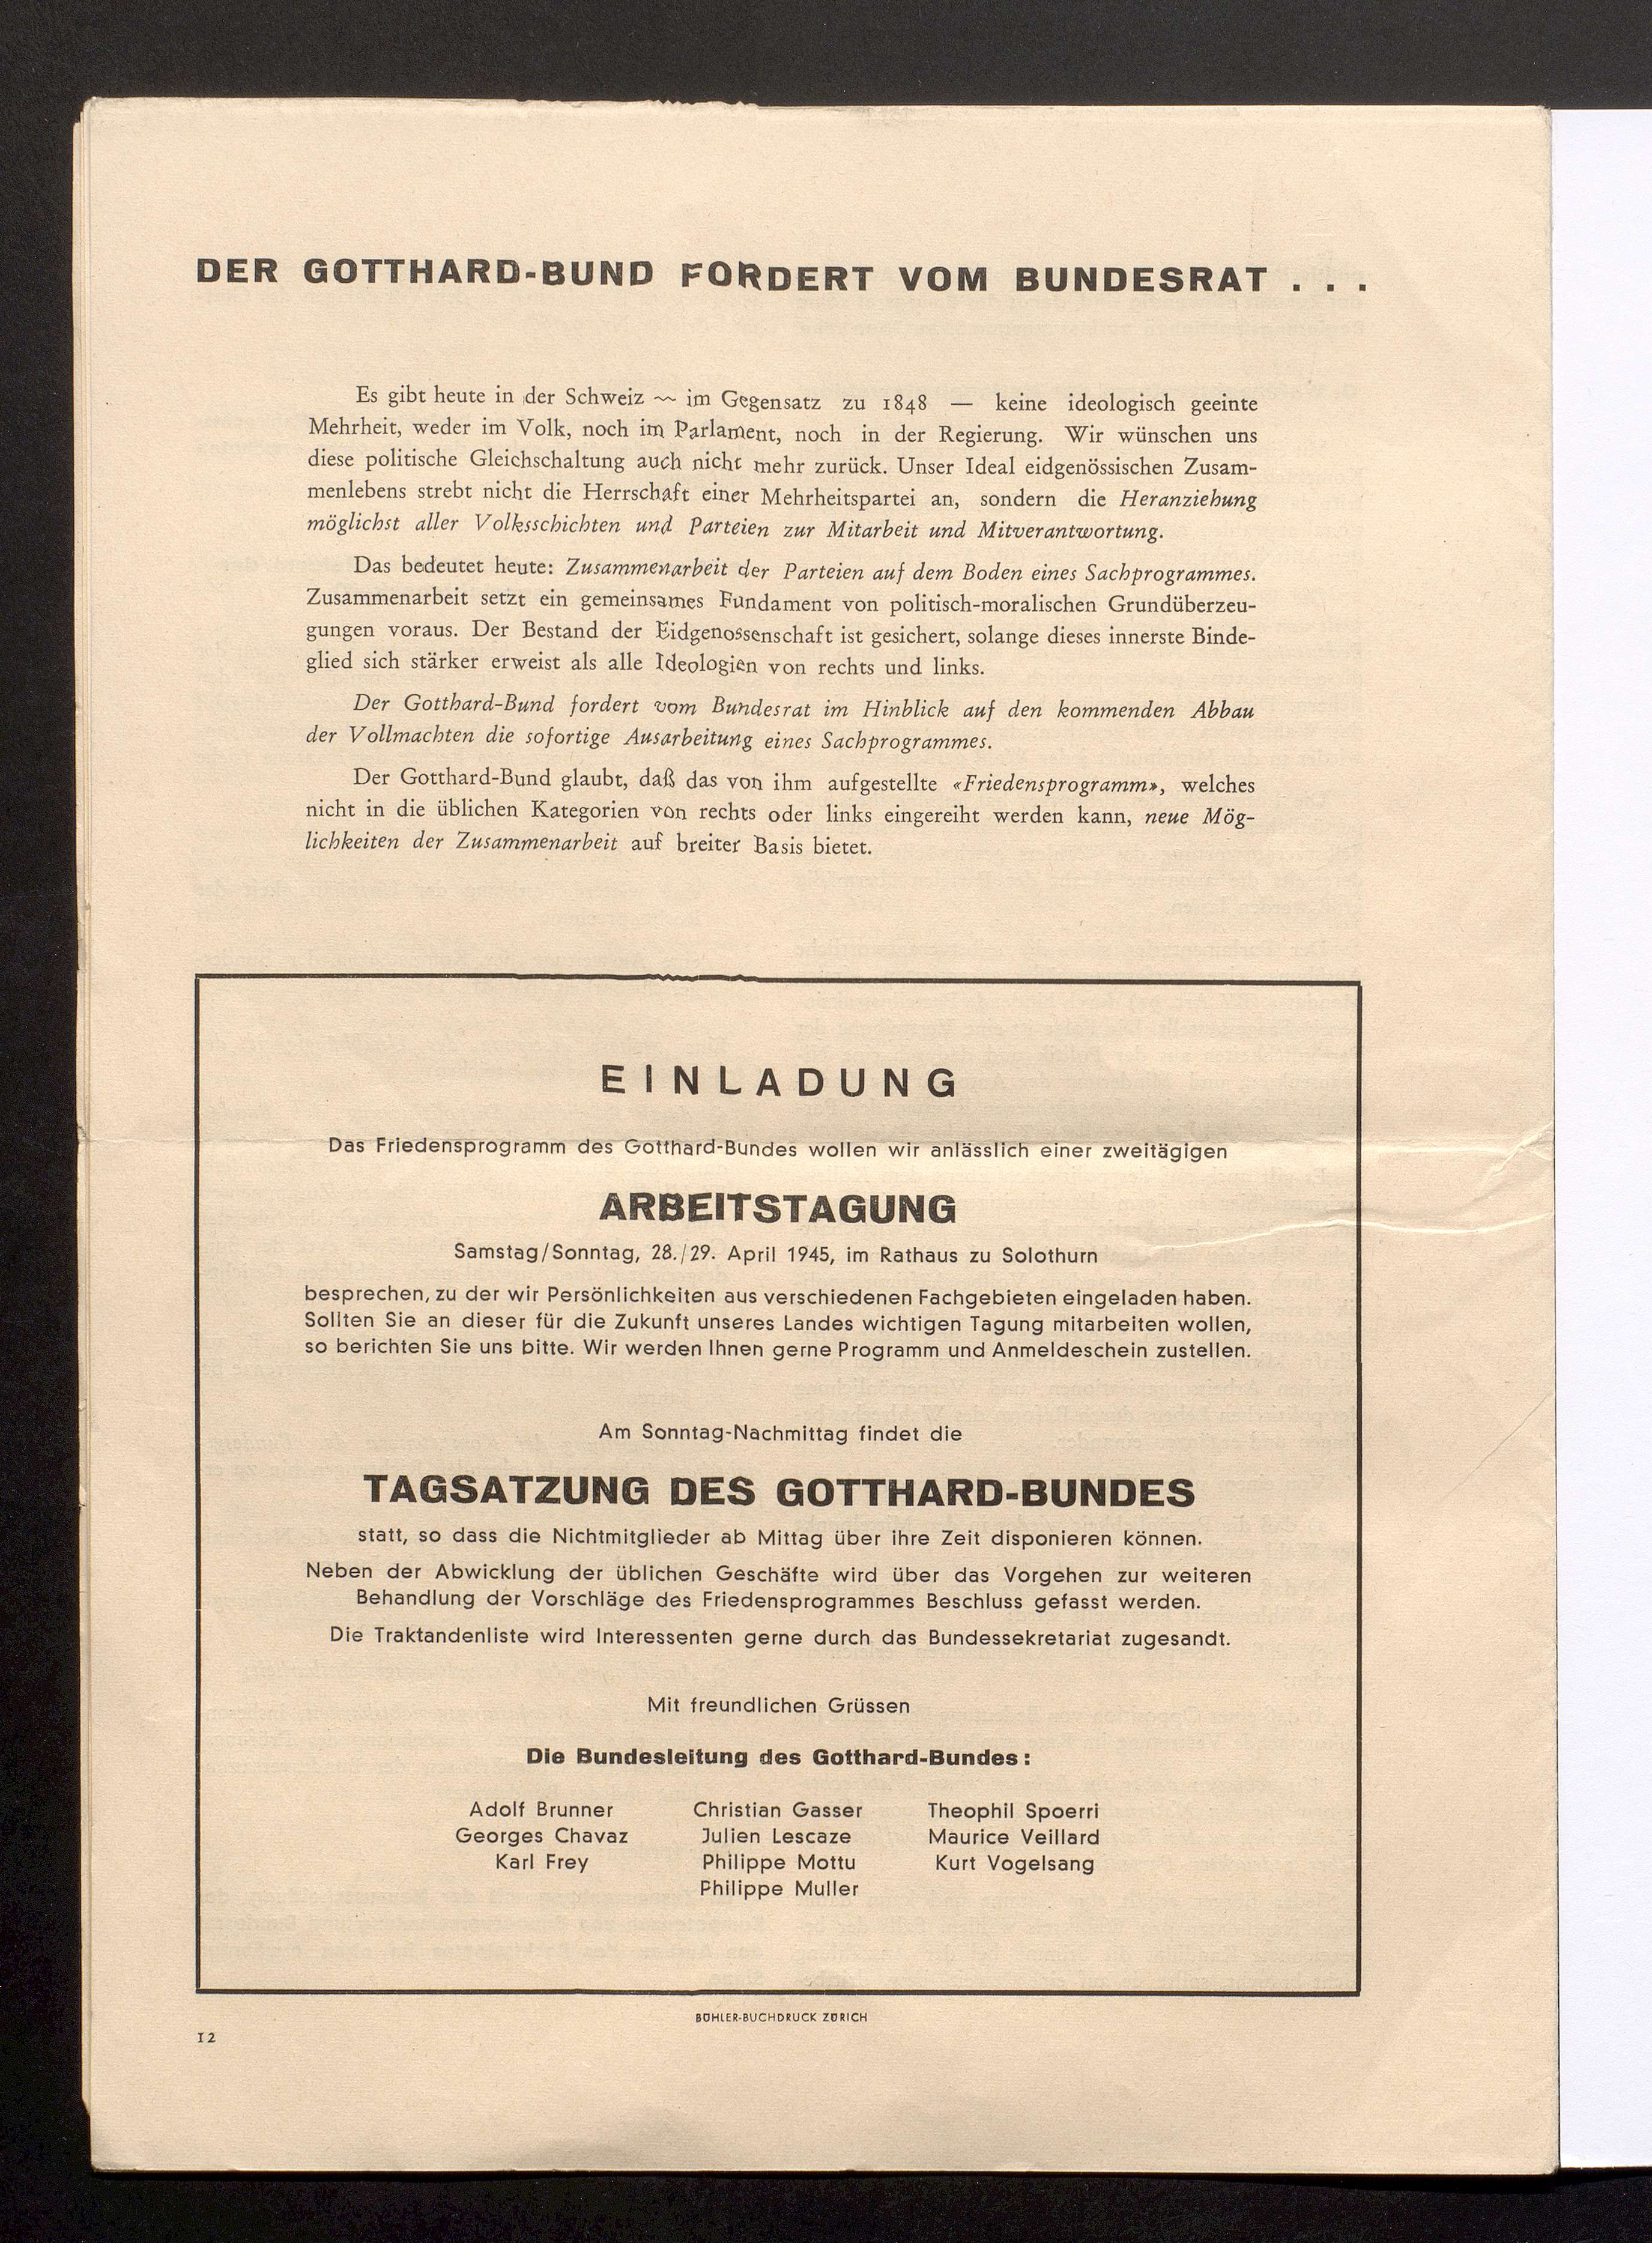 DER GOTTHARD-BUND FORDERT VOM BUNDESRAT . . .
Es gibt heute in der Schweiz — im Gegensatz zu 1848 — keine ideologisch geeinte
Mehrheit, weder im Volk, noch im Parlament, noch in der Regierung. Wir wünschen uns
diese politische Gleichschaltung auch nicht mehr zurück. Unser Ideal eidgenössischen Zusam-
menlebens strebt nicht die Herrschaft einer Mehrheitspartei an, sondern die Heranziehung
möglichst aller Volksschichten und Parteien zur Mitarbeit und Mitverantwortung.
Das bedeutet heute: Zusammenarbeit der Parteien auf dem Boden eines Sachprogrammes.
Zusammenarbeit setzt ein gemeinsames Fundament von politisch-moralischen Grundüberzeu-
gungen voraus. Der Bestand der Eidgenossenschaft ist gesichert, solange dieses innerste Binde-
glied sich stärker erweist als alle Ideologien von rechts und links.
Der Gotthard-Bund fordert vom Bundesrat im Hinblick auf den kommenden Abbau
der Vollmachten die sofortige Ausarbeitung eines Sachprogrammes.
Der Gotthard-Bund glaubt, daß das von ihm aufgestellte «Friedensprogramm», welches
nicht in die üblichen Kategorien von rechts oder links eingereiht werden kann, neue Mög-
lichkeiten der Zusammenarbeit auf breiter Basis bietet.
EINLADUNG
Das Friedensprogramm des Gotthard-Bundes wollen wir anlässlich einer zweitägigen
ARBEITSTAGUNG
Samstag/Sonntag, 28./29. April 1945, im Rathaus zu Solothurn
besprechen, zu der wir Persönlichkeiten aus verschiedenen Fachgebieten eingeladen haben.
Sollten Sie an dieser für die Zukunft unseres Landes wichtigen Tagung mitarbeiten wollen,
so berichten Sie uns bitte. Wir werden Ihnen gerne Programm und Anmeldeschein zustellen.
Am Sonntag-Nachmittag findet die
TAGSATZUNG DES GOTTHARD-BUNDES
statt, so dass die Nichtmitglieder ab Mittag über ihre Zeit disponieren können.
Neben der Abwicklung der üblichen Geschäfte wird über das Vorgehen zur weiteren
Behandlung der Vorschläge des Friedensprogrammes Beschluss gefasst werden.
Die Traktandenliste wird Interessenten gerne durch das Bundessekretariat zugesandt.
Mit freundlichen Grüssen
Die Bundesleitung des Gotthard-Bundes:
Adolf Brunner Christian Gasser Theophil Spoerri
Georges Chavaz Julien Lescaze Maurice Veillard
Karl Frey Philippe Mottu Kurt Vogelsang
Philippe Muller
BÜHLER-BUCHDRUCK ZÜRICH
12